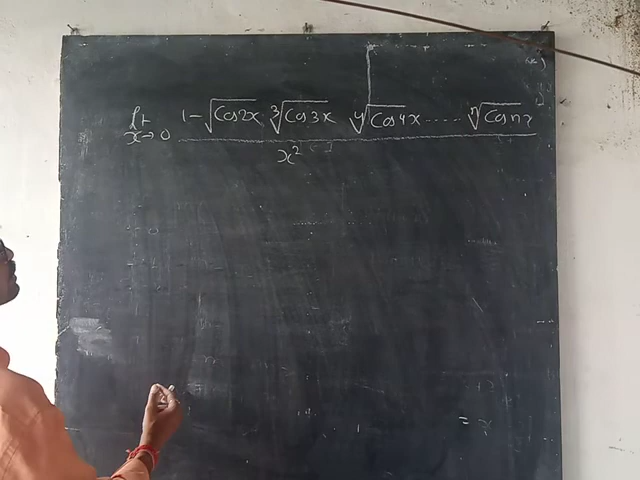 lt x→0 1 - √Cos2x ∛Cos3x ∜Cos4x ...... ⁿ√Cosnx
x²